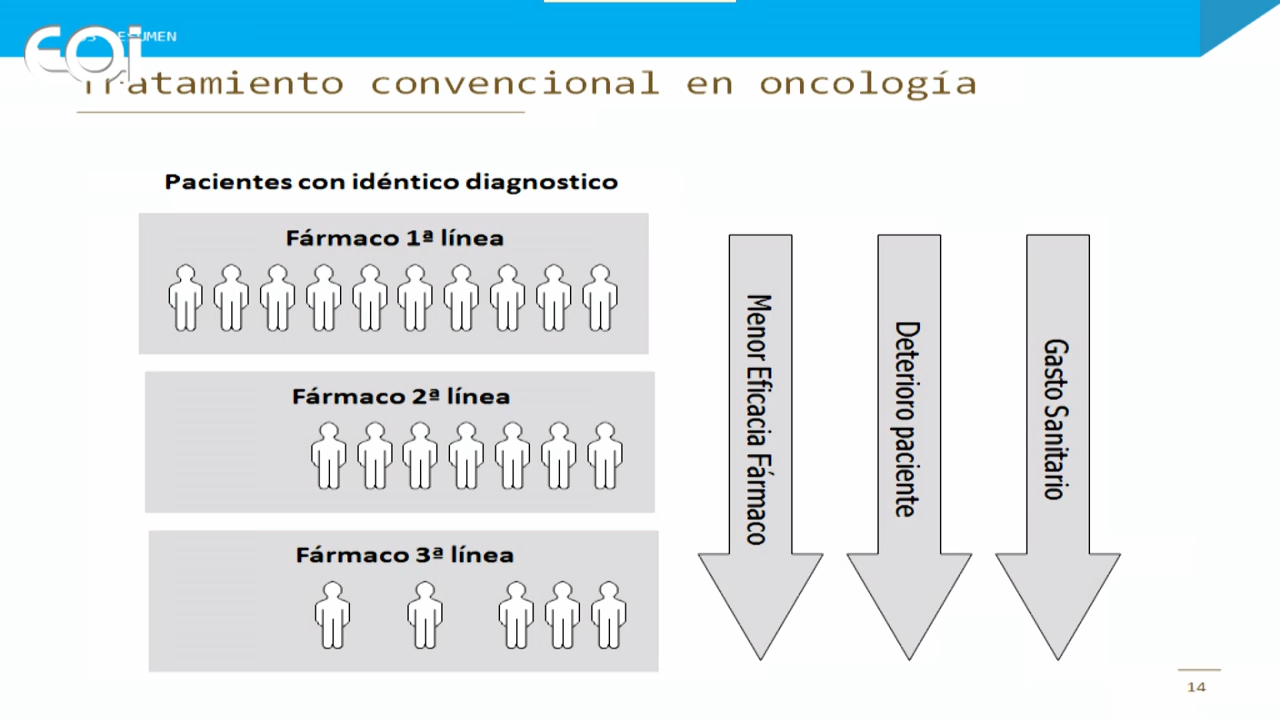 EOi
Tratamiento convencional en oncología
Pacientes con idéntico diagnostico
Fármaco 1ª línea
Fármaco 2ª línea
Fármaco 3ª línea
Menor Eficacia Fármaco
Deterioro paciente
Gasto Sanitario
14